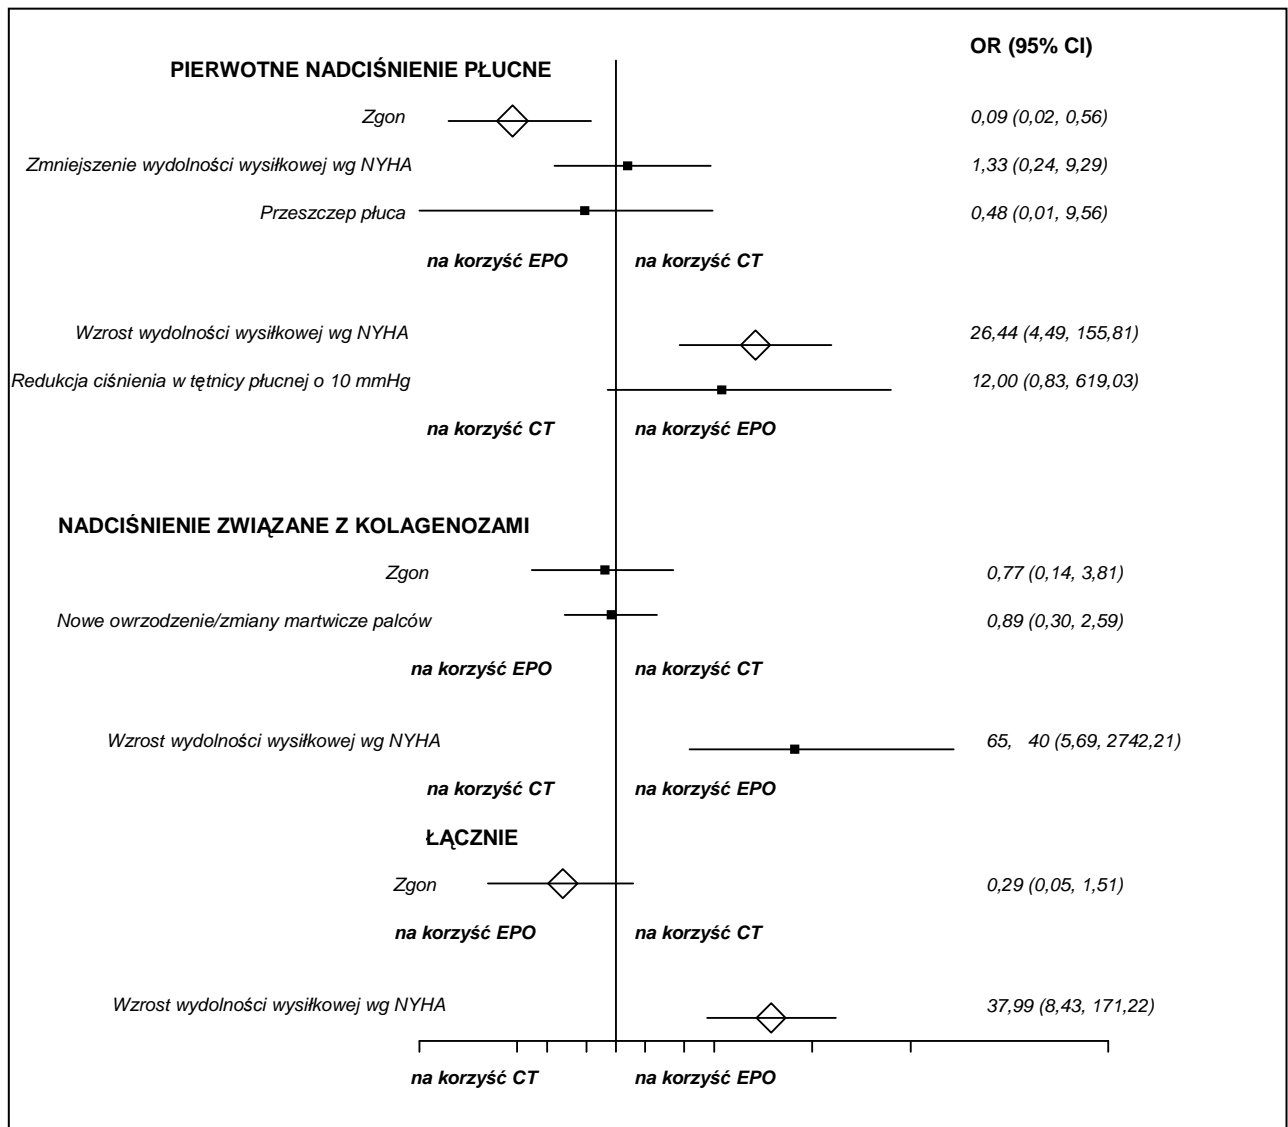 OR (95% CI)
PIERWOTNE NADCIŚNIENIE PŁUCNE
Zgon 0,09 (0,02, 0,56)
Zmniejszenie wydolności wysiłkowej wg NYHA 1,33 (0,24, 9,29)
Przeszczep płuca 0,48 (0,01, 9,56)
na korzyść EPO na korzyść CT
Wzrost wydolności wysiłkowej wg NYHA 26,44 (4,49, 155,81)
Redukcja ciśnienia w tętnicy płucnej o 10 mmHg 12,00 (0,83, 619,03)
na korzyść CT na korzyść EPO
NADCIŚNIENIE ZWIĄZANE Z KOLAGENOZAMI
Zgon 0,77 (0,14, 3,81)
Nowe owrzodzenie/zmiany martwicze palców 0,89 (0,30, 2,59)
na korzyść EPO na korzyść CT
Wzrost wydolności wysiłkowej wg NYHA 65, 40 (5,69, 2742,21)
na korzyść CT na korzyść EPO
ŁĄCZNIE
Zgon 0,29 (0,05, 1,51)
na korzyść EPO na korzyść CT
Wzrost wydolności wysiłkowej wg NYHA 37,99 (8,43, 171,22)
na korzyść CT na korzyść EPO